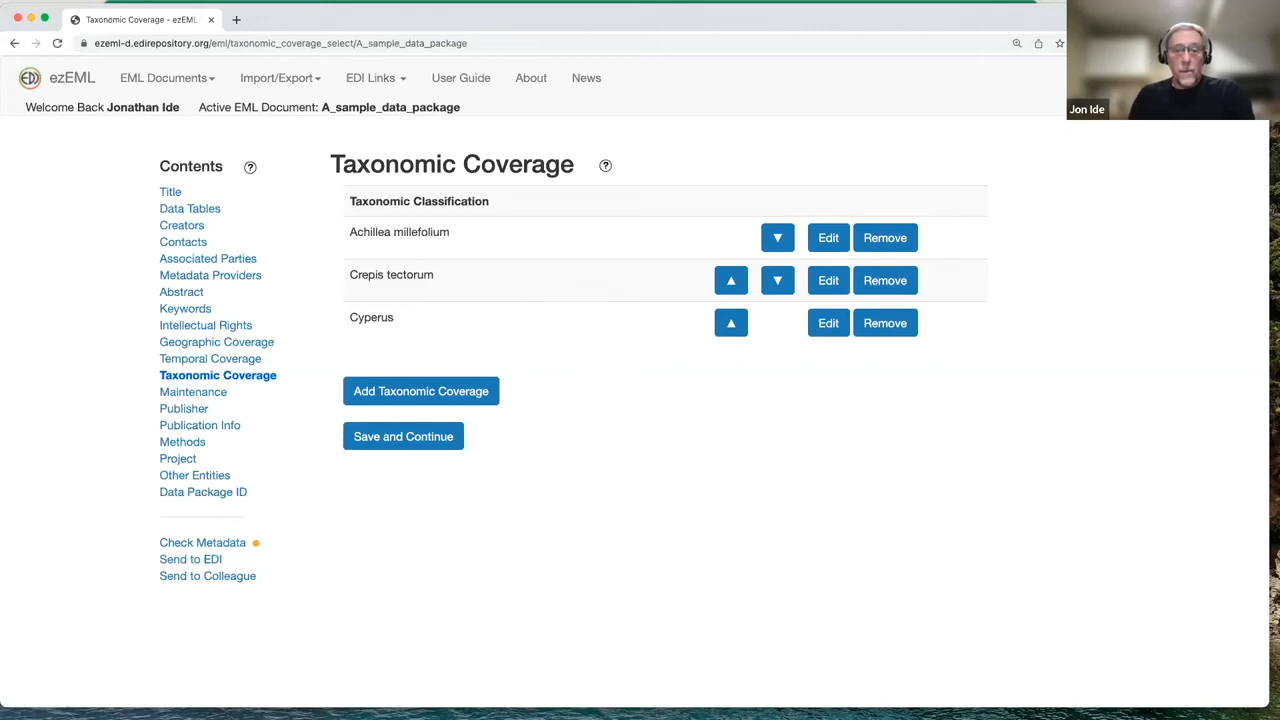 Taxonomic Coverage - ezEML
ezeml-d.edirepository.org/eml/taxonomic_coverage_select/A_sample_data_package
EDI ezEML EML Documents Import/Export EDI Links User Guide About News
Welcome Back Jonathan Ide Active EML Document: A_sample_data_package
Jon Ide
Contents
Title
Data Tables
Creators
Contacts
Associated Parties
Metadata Providers
Abstract
Keywords
Intellectual Rights
Geographic Coverage
Temporal Coverage
Taxonomic Coverage
Maintenance
Publisher
Publication Info
Methods
Project
Other Entities
Data Package ID
Check Metadata
Send to EDI
Send to Colleague
Taxonomic Coverage
Taxonomic Classification
Achillea millefolium ▼ Edit Remove
Crepis tectorum ▲ ▼ Edit Remove
Cyperus ▲ Edit Remove
Add Taxonomic Coverage
Save and Continue